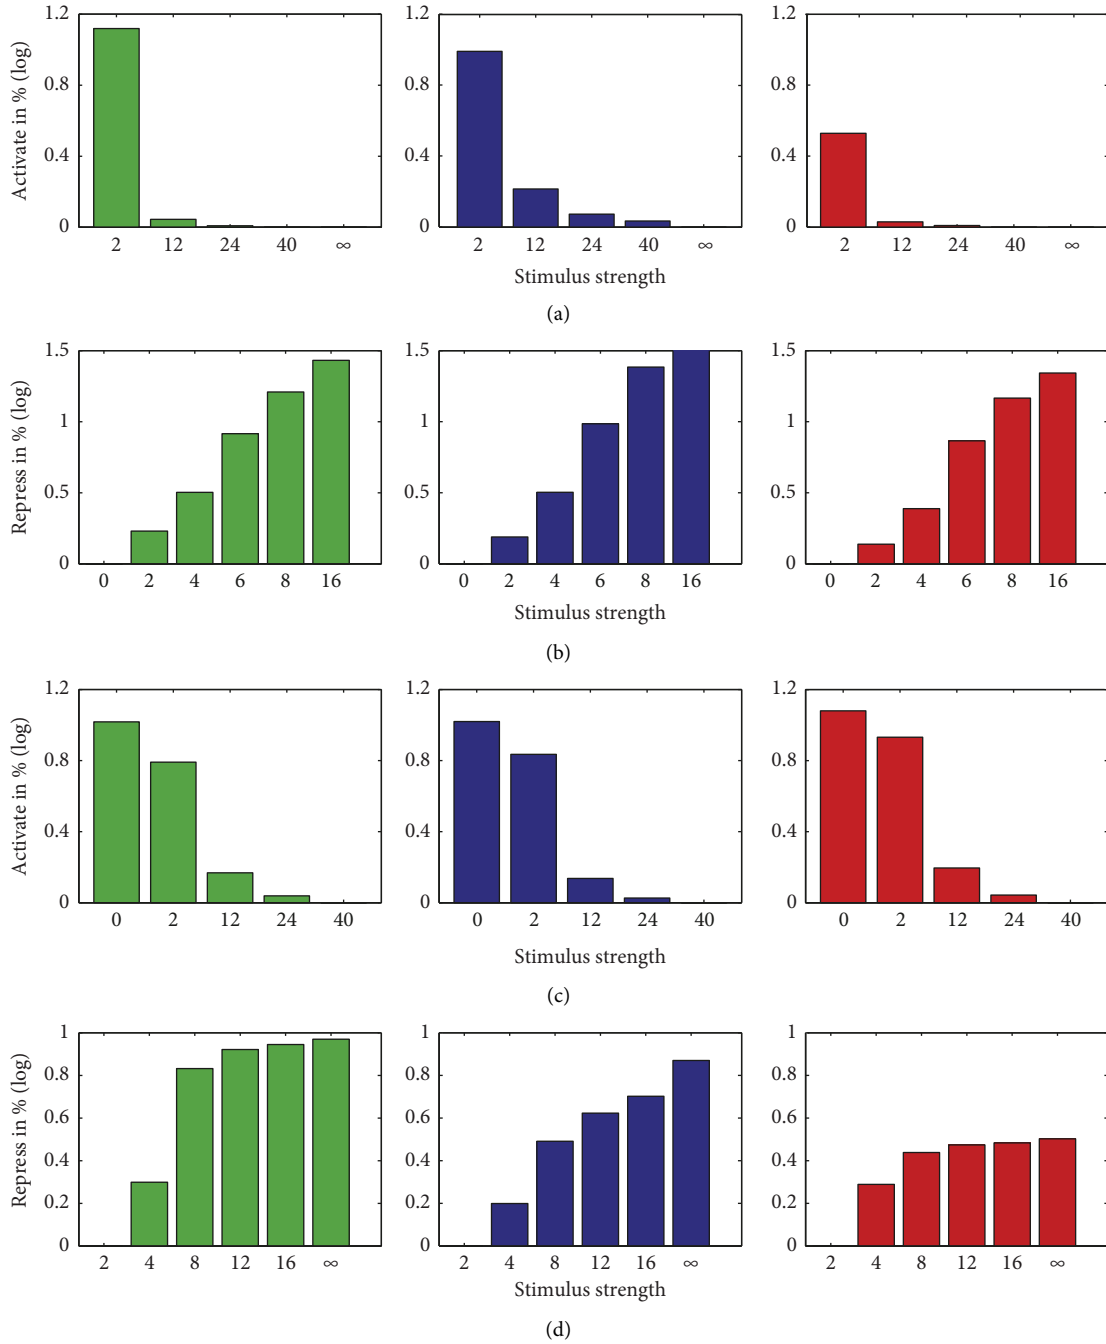 Activate in % (log)
1.2
0.8
0.4
0
2 12 24 40 ∞
1.2
0.8
0.4
0
2 12 24 40 ∞
1.2
0.8
0.4
0
2 12 24 40 ∞
Stimulus strength
(a)
Repress in % (log)
1.5
1
0.5
0
0 2 4 6 8 16
1.5
1
0.5
0
0 2 4 6 8 16
1.5
1
0.5
0
0 2 4 6 8 16
Stimulus strength
(b)
Activate in % (log)
1.2
0.8
0.4
0
0 2 12 24 40
1.2
0.8
0.4
0
0 2 12 24 40
1.2
0.8
0.4
0
0 2 12 24 40
Stimulus strength
(c)
Repress in % (log)
1
0.8
0.6
0.4
0.2
0
2 4 8 12 16 ∞
1
0.8
0.6
0.4
0.2
0
2 4 8 12 16 ∞
1
0.8
0.6
0.4
0.2
0
2 4 8 12 16 ∞
Stimulus strength
(d)